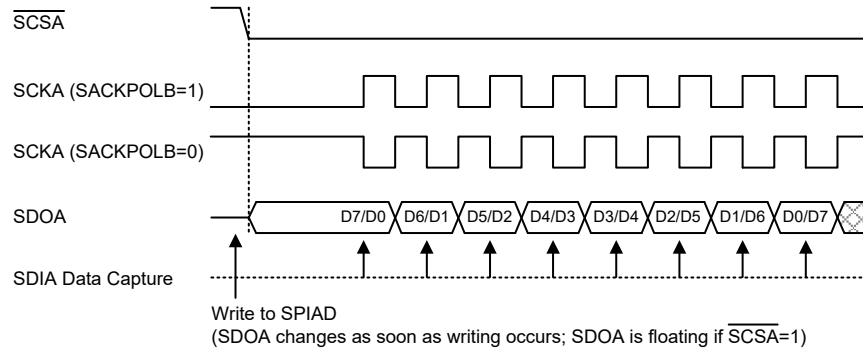 S̅C̅S̅A̅
SCKA (SACKPOLB=1)
SCKA (SACKPOLB=0)
SDOA D7/D0 D6/D1 D5/D2 D4/D3 D3/D4 D2/D5 D1/D6 D0/D7
SDIA Data Capture
Write to SPIAD
(SDOA changes as soon as writing occurs; SDOA is floating if S̅C̅S̅A̅=1)